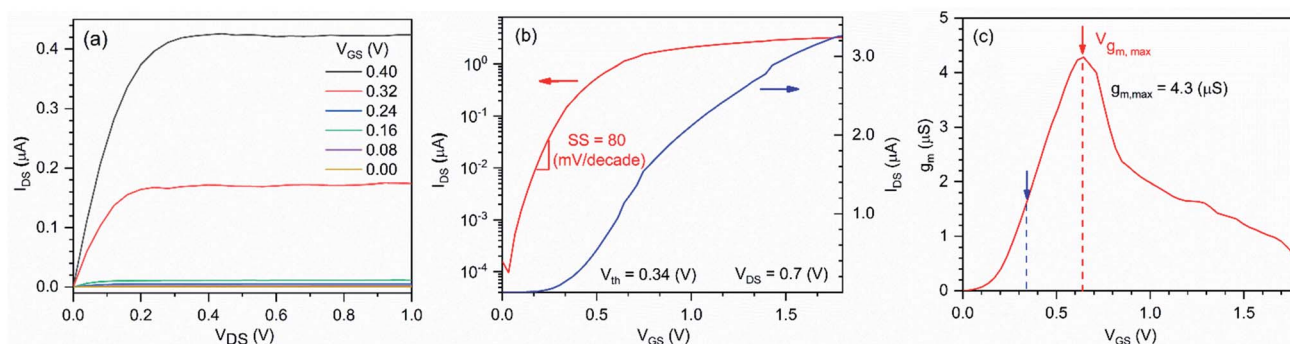 (a)
V_GS (V)
0.40
0.32
0.24
0.16
0.08
0.00
0.4
0.3
0.2
0.1
0.0
I_DS (μA)
0.0 0.2 0.4 0.6 0.8 1.0
V_DS (V)
(b)
10^0
10^-1
10^-2
10^-3
10^-4
I_DS (μA)
SS = 80
(mV/decade)
V_th = 0.34 (V) V_DS = 0.7 (V)
0.0 0.5 1.0 1.5
V_GS (V)
3.0
2.0
1.0
I_DS (μA)
(c)
V_gm, max
g_m,max = 4.3 (μS)
5
4
3
2
1
0
g_m (μS)
0.0 0.5 1.0 1.5
V_GS (V)